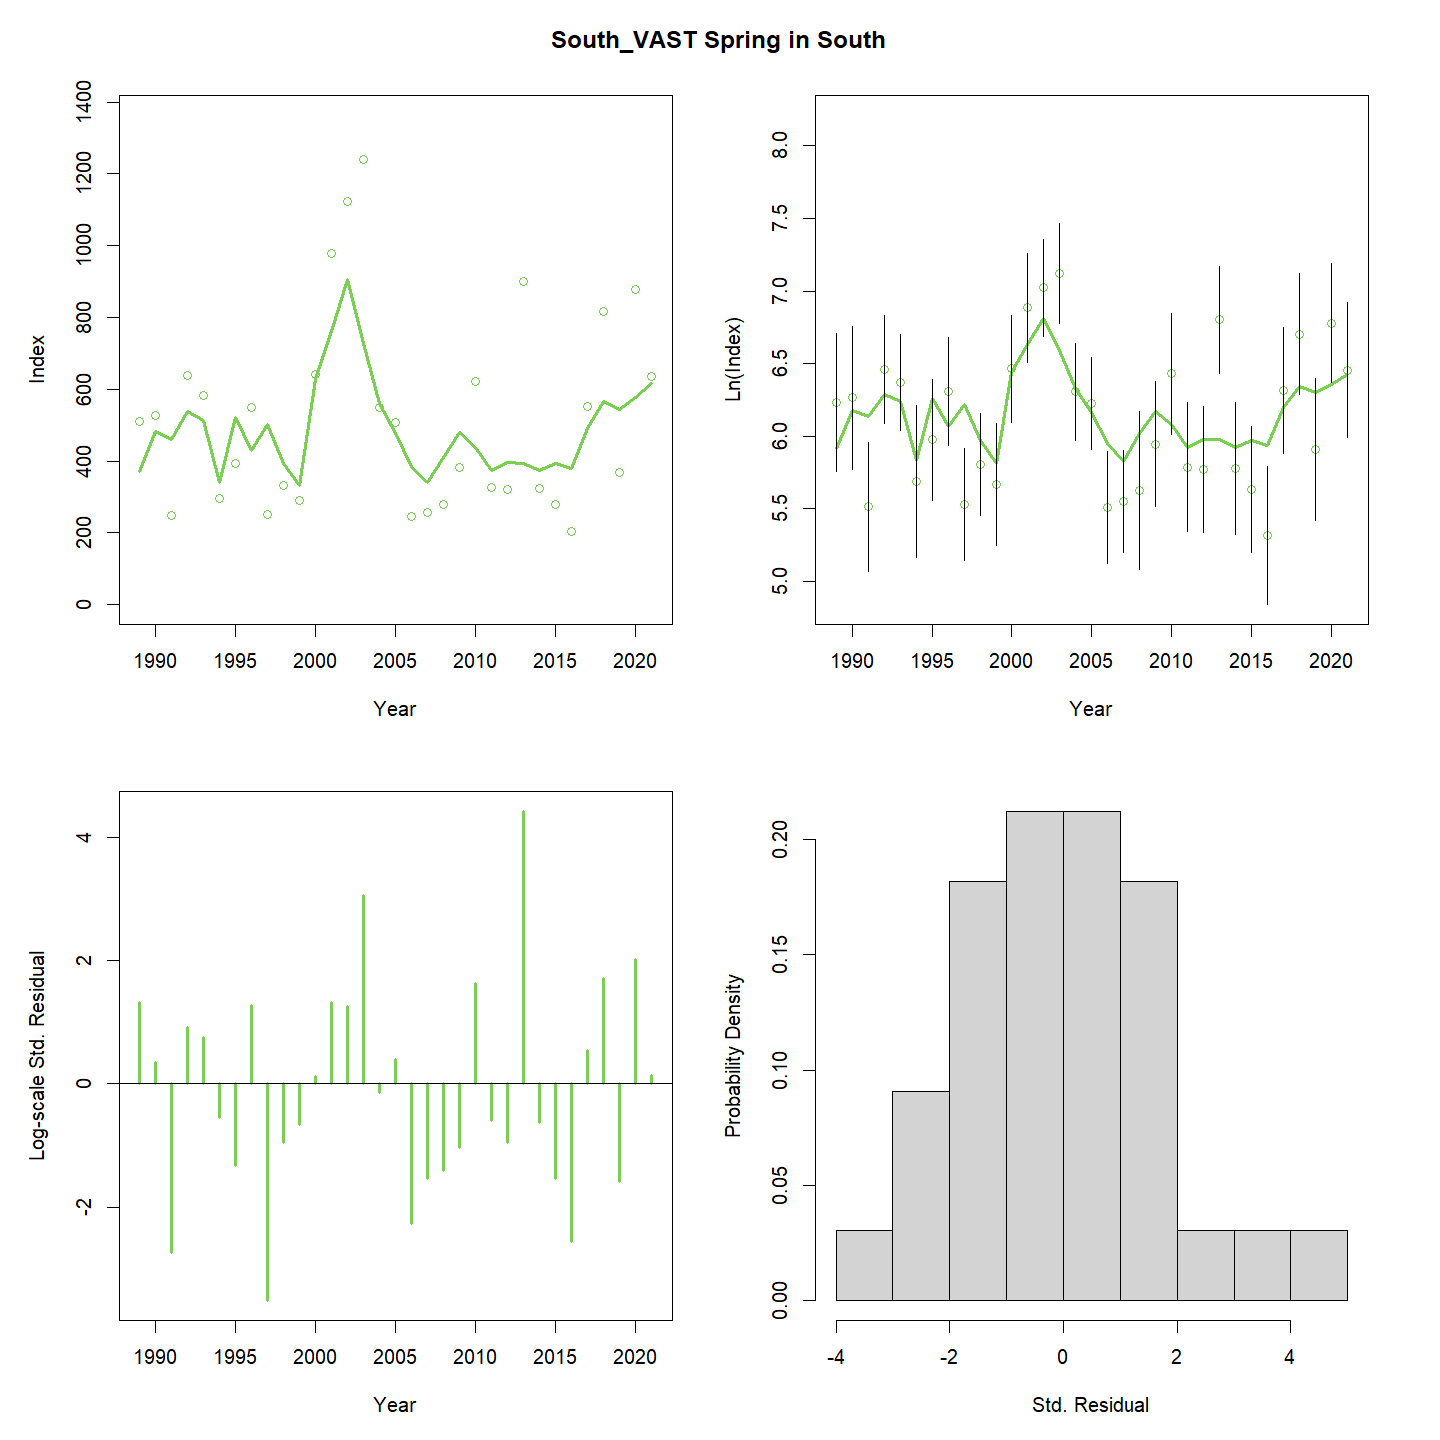 South_VAST Spring in South
Index
0 200 400 600 800 1000 1200 1400
1990 1995 2000 2005 2010 2015 2020
Year
Ln(Index)
5.0 5.5 6.0 6.5 7.0 7.5 8.0
1990 1995 2000 2005 2010 2015 2020
Year
Log-scale Std. Residual
-2 0 2 4
1990 1995 2000 2005 2010 2015 2020
Year
Probability Density
0.00 0.05 0.10 0.15 0.20
-4 -2 0 2 4
Std. Residual